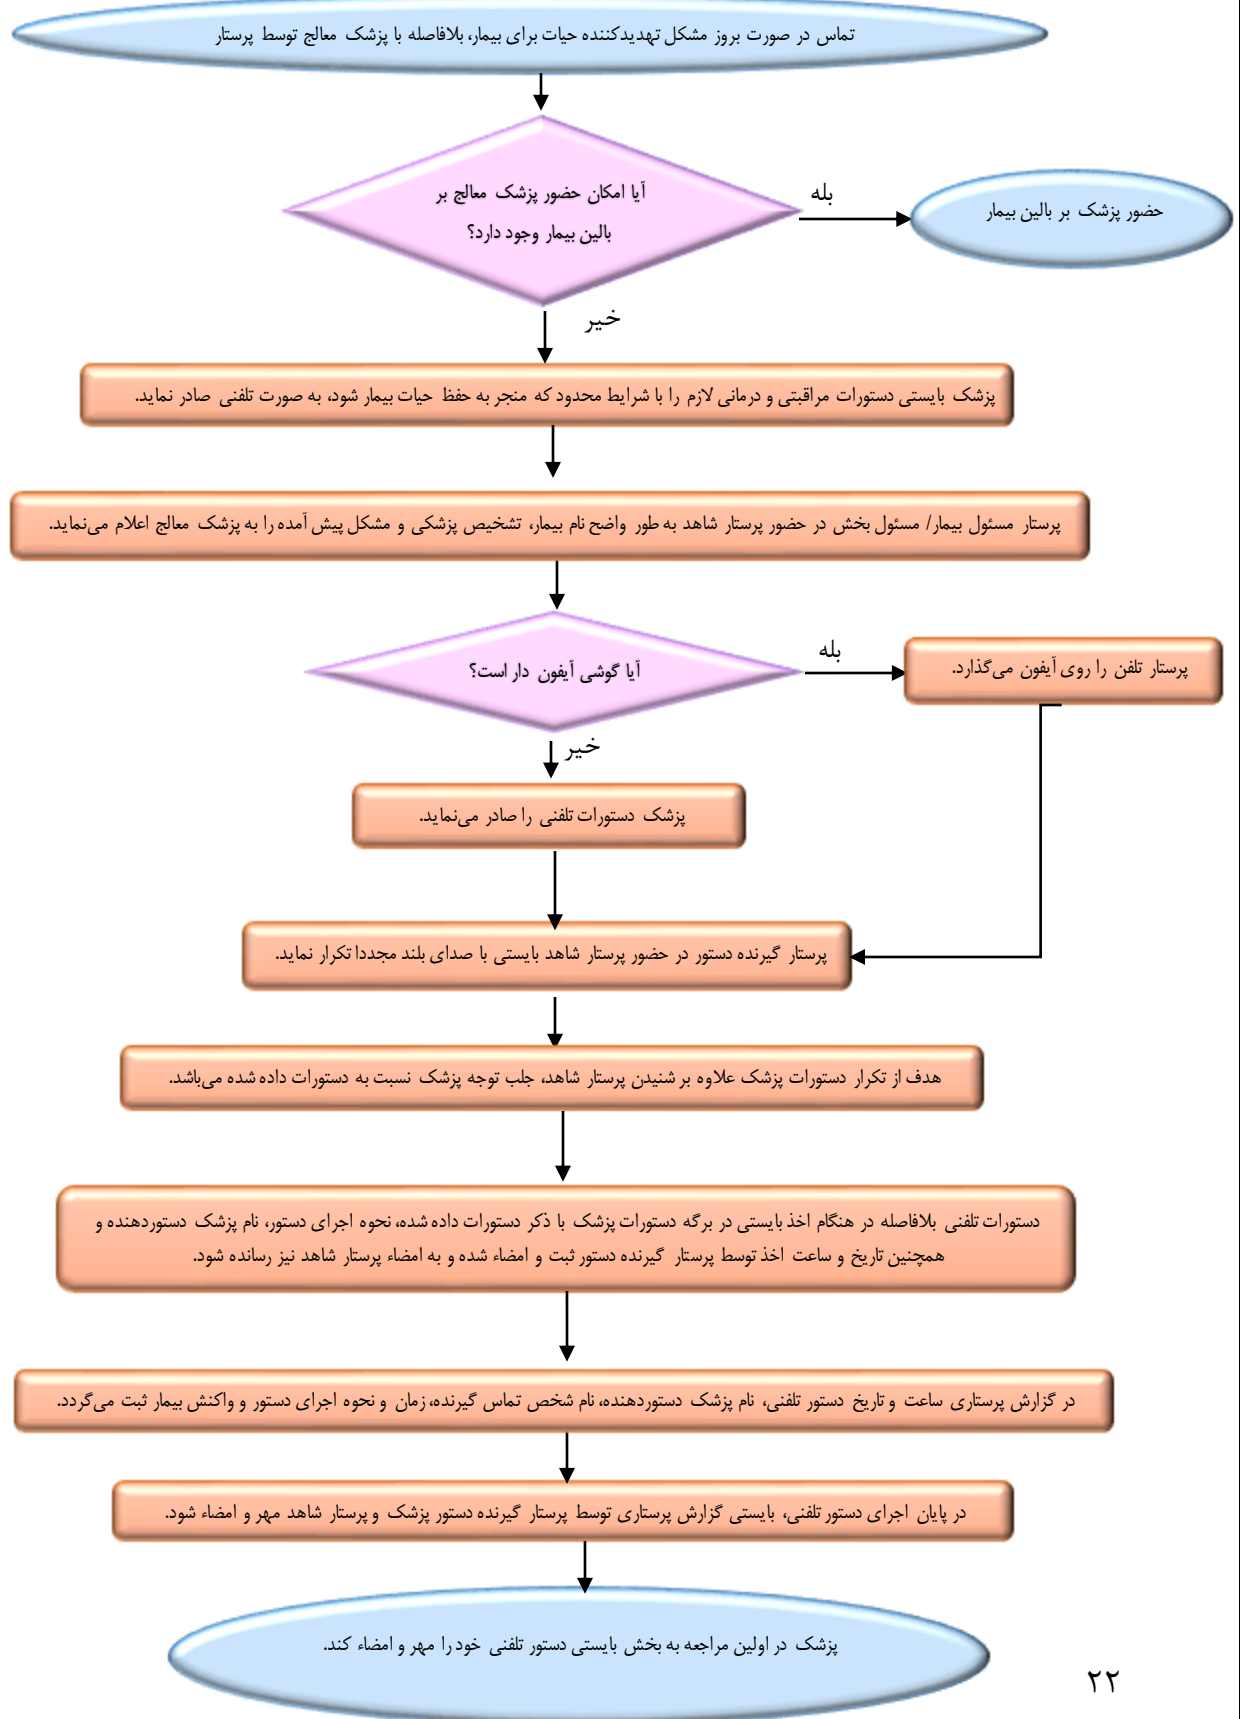 تماس در صورت بروز مشکل تهدیدکننده حیات برای بیمار، بلافاصله با پزشک معالج توسط پرستار
آیا امکان حضور پزشک معالج بر
بالین بیمار وجود دارد؟
بله
حضور پزشک بر بالین بیمار
خیر
پزشک بایستی دستورات مراقبتی و درمانی لازم را با شرایط محدود که منجر به حفظ حیات بیمار شود، به صورت تلفنی صادر نماید.
پرستار مسئول بیمار/ مسئول بخش در حضور پرستار شاهد به طور واضح نام بیمار، تشخیص پزشکی و مشکل پیش آمده را به پزشک معالج اعلام می‌نماید.
آیا گوشی آیفون دار است؟
بله
پرستار تلفن را روی آیفون می‌گذارد.
خیر
پزشک دستورات تلفنی را صادر می‌نماید.
پرستار گیرنده دستور در حضور پرستار شاهد بایستی با صدای بلند مجددا تکرار نماید.
هدف از تکرار دستورات پزشک علاوه بر شنیدن پرستار شاهد، جلب توجه پزشک نسبت به دستورات داده شده می‌باشد.
دستورات تلفنی بلافاصله در هنگام اخذ بایستی در برگه دستورات پزشک با ذکر دستورات داده شده، نحوه اجرای دستور، نام پزشک دستوردهنده و
همچنین تاریخ و ساعت اخذ توسط پرستار گیرنده دستور ثبت و امضاء شده و به امضاء پرستار شاهد نیز رسانده شود.
در گزارش پرستاری ساعت و تاریخ دستور تلفنی، نام پزشک دستوردهنده، نام شخص تماس گیرنده، زمان و نحوه اجرای دستور و واکنش بیمار ثبت می‌گردد.
در پایان اجرای دستور تلفنی، بایستی گزارش پرستاری توسط پرستار گیرنده دستور پزشک و پرستار شاهد مهر و امضاء شود.
پزشک در اولین مراجعه به بخش بایستی دستور تلفنی خود را مهر و امضاء کند.
۲۲